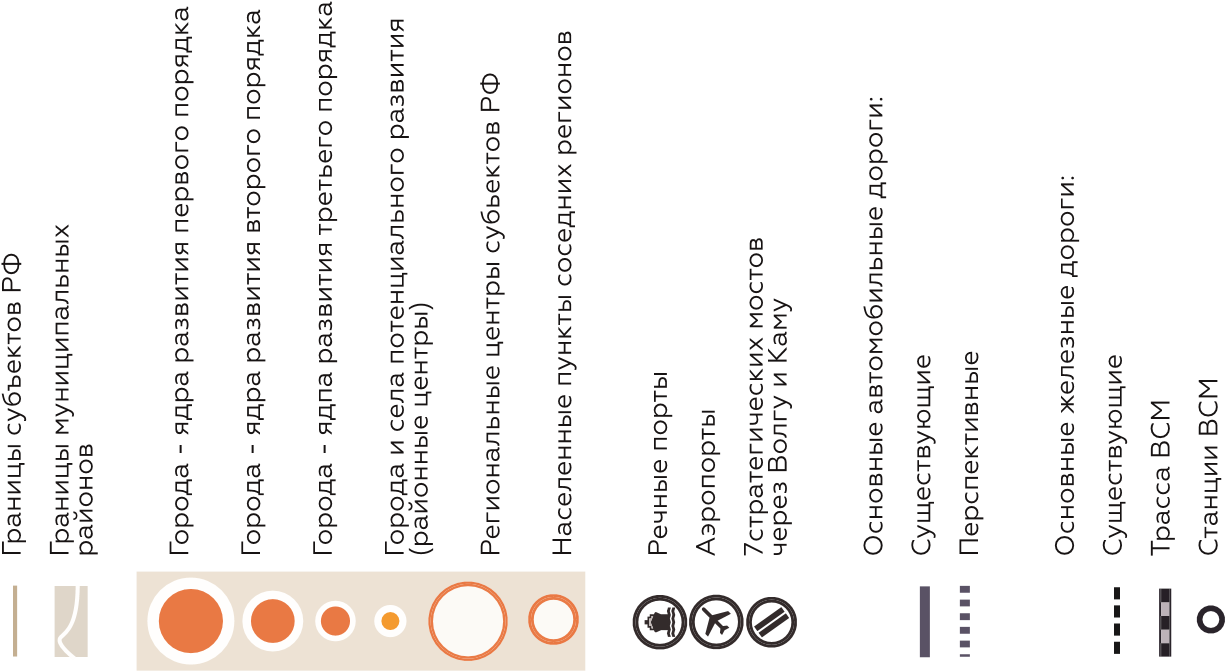 Границы субъектов РФ
Границы муниципальных
районов
Города - ядра развития первого порядка
Города - ядра развития второго порядка
Города - ядпа развития третьего порядка
Города и села потенциального развития
(районные центры)
Региональные центры субьектов РФ
Населенные пункты соседних регионов
Речные порты
Аэропорты
7стратегических мостов
через Волгу и Каму
Основные автомобильные дороги:
Существующие
Перспективные
Основные железные дороги:
Существующие
Трасса ВСМ
Станции ВСМ